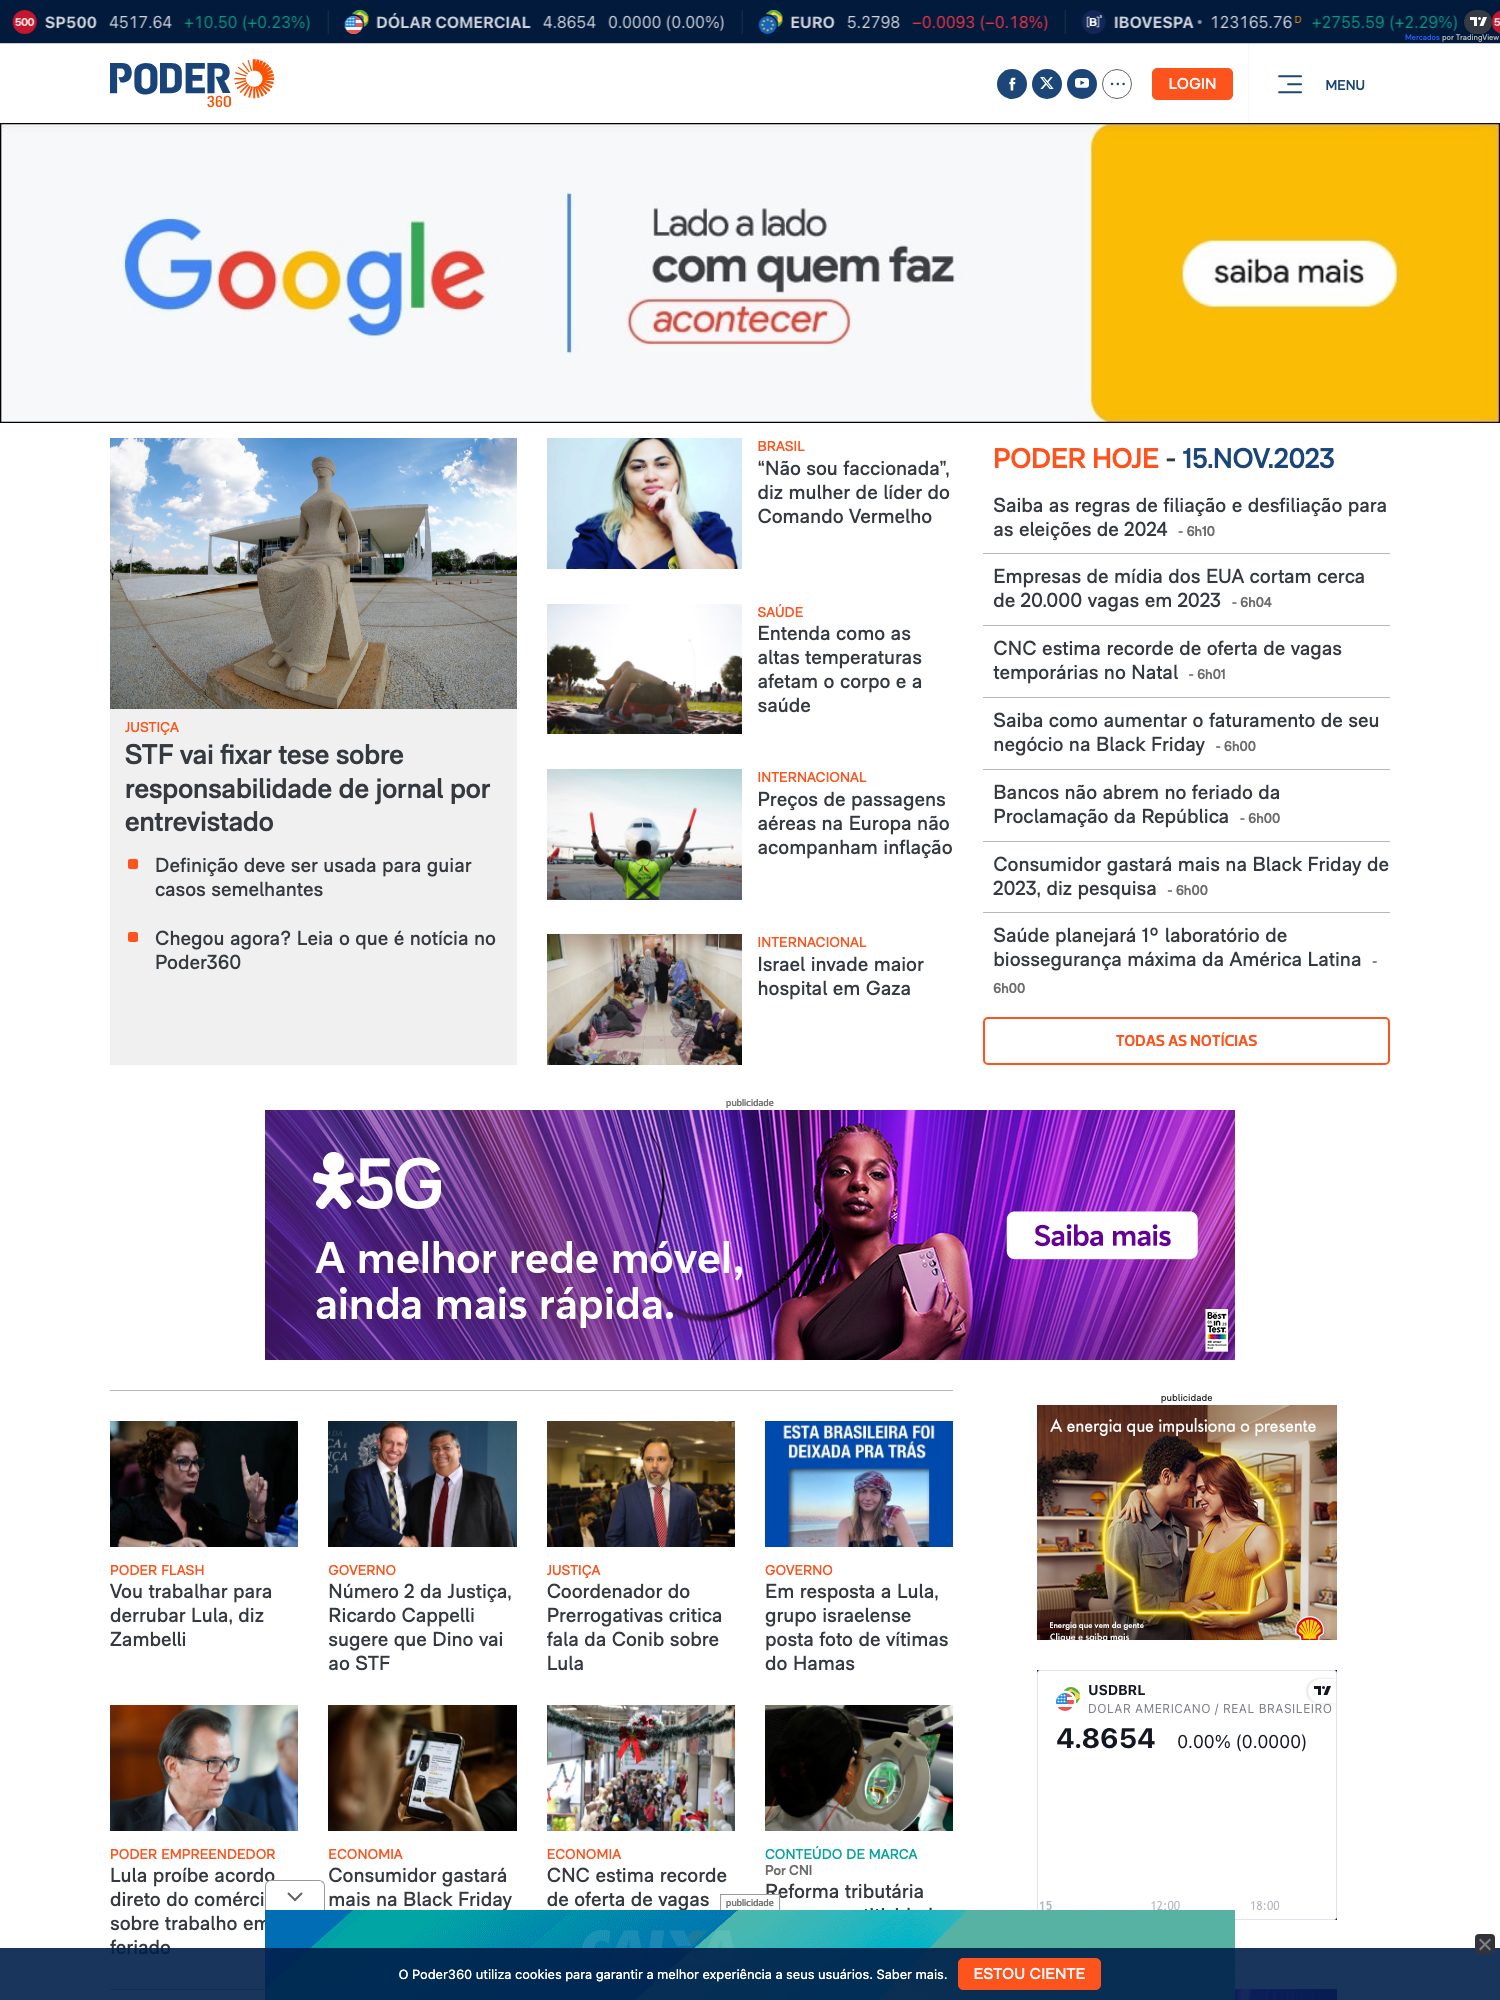 500 SP500 4517.64 +10.50 (+0.23%) DÓLAR COMERCIAL 4.8654 0.0000 (0.00%) EURO 5.2798 −0.0093 (−0.18%) IBOVESPA 123165.76 D +2755.59 (+2.29%)
Mercados por TradingView
PODER
360
LOGIN
MENU
Google
Lado a lado
com quem faz
acontecer
saiba mais
JUSTIÇA
STF vai fixar tese sobre
responsabilidade de jornal por
entrevistado
Definição deve ser usada para guiar
casos semelhantes
Chegou agora? Leia o que é notícia no
Poder360
BRASIL
“Não sou faccionada”,
diz mulher de líder do
Comando Vermelho
SAÚDE
Entenda como as
altas temperaturas
afetam o corpo e a
saúde
INTERNACIONAL
Preços de passagens
aéreas na Europa não
acompanham inflação
INTERNACIONAL
Israel invade maior
hospital em Gaza
PODER HOJE - 15.NOV.2023
Saiba as regras de filiação e desfiliação para
as eleições de 2024 - 6h10
Empresas de mídia dos EUA cortam cerca
de 20.000 vagas em 2023 - 6h04
CNC estima recorde de oferta de vagas
temporárias no Natal - 6h01
Saiba como aumentar o faturamento de seu
negócio na Black Friday - 6h00
Bancos não abrem no feriado da
Proclamação da República - 6h00
Consumidor gastará mais na Black Friday de
2023, diz pesquisa - 6h00
Saúde planejará 1º laboratório de
biossegurança máxima da América Latina -
6h00
TODAS AS NOTÍCIAS
publicidade
5G
A melhor rede móvel,
ainda mais rápida.
Saiba mais
BEST
in
TEST
ESTA BRASILEIRA FOI
DEIXADA PRA TRÁS
PODER FLASH
Vou trabalhar para
derrubar Lula, diz
Zambelli
GOVERNO
Número 2 da Justiça,
Ricardo Cappelli
sugere que Dino vai
ao STF
JUSTIÇA
Coordenador do
Prerrogativas critica
fala da Conib sobre
Lula
GOVERNO
Em resposta a Lula,
grupo israelense
posta foto de vítimas
do Hamas
publicidade
A energia que impulsiona o presente
Energia que vem da gente
Clique e saiba mais
USDBRL
DOLAR AMERICANO / REAL BRASILEIRO
4.8654 0.00% (0.0000)
15 12:00 18:00
PODER EMPREENDEDOR
Lula proíbe acordo
direto do comérci
sobre trabalho em
feriado
ECONOMIA
Consumidor gastará
mais na Black Friday
ECONOMIA
CNC estima recorde
de oferta de vagas
CONTEÚDO DE MARCA
Por CNI
Reforma tributária
publicidade
CAIXA
O Poder360 utiliza cookies para garantir a melhor experiência a seus usuários. Saber mais.
ESTOU CIENTE